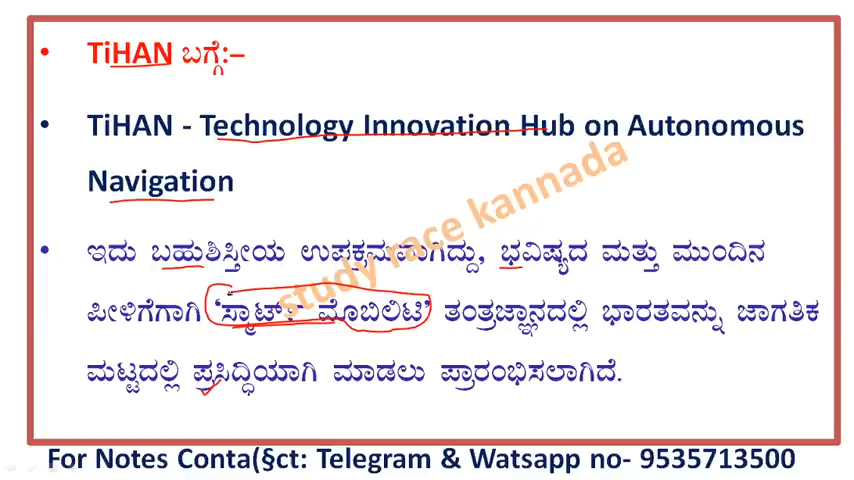 • TiHAN ಬಗ್ಗೆ:–
• TiHAN - Technology Innovation Hub on Autonomous
Navigation
• ಇದು ಬಹುಶಿಸ್ತೀಯ ಉಪಕ್ರಮವಾಗಿದ್ದು, ಭವಿಷ್ಯದ ಮತ್ತು ಮುಂದಿನ
ಪೀಳಿಗೆಗಾಗಿ ‘ಸ್ಮಾರ್ಟ್ ಮೊಬಿಲಿಟಿ’ ತಂತ್ರಜ್ಞಾನದಲ್ಲಿ ಭಾರತವನ್ನು ಜಾಗತಿಕ
ಮಟ್ಟದಲ್ಲಿ ಪ್ರಸಿದ್ಧಿಯಾಗಿ ಮಾಡಲು ಪ್ರಾರಂಭಿಸಲಾಗಿದೆ.
study race kannada
For Notes Conta(§ct: Telegram & Watsapp no- 9535713500